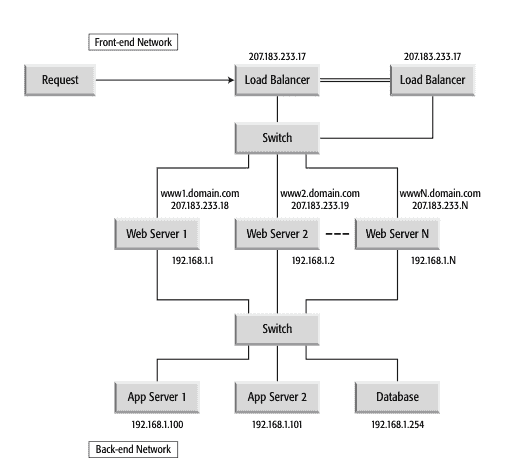 Front-end Network
207.183.233.17
207.183.233.17
Request
Load Balancer
Load Balancer
Switch
www1.domain.com
207.183.233.18
www2.domain.com
207.183.233.19
wwwN.domain.com
207.183.233.N
Web Server 1
Web Server 2
Web Server N
192.168.1.1
192.168.1.2
192.168.1.N
Switch
App Server 1
App Server 2
Database
192.168.1.100
192.168.1.101
192.168.1.254
Back-end Network